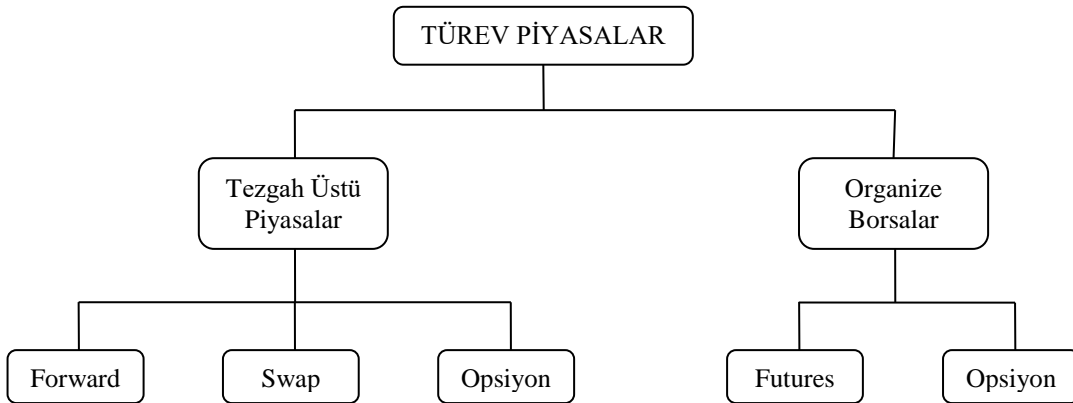 TÜREV PİYASALAR
Tezgah Üstü
Piyasalar
Organize
Borsalar
Forward
Swap
Opsiyon
Futures
Opsiyon